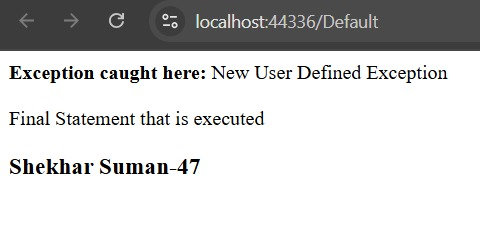 localhost:44336/Default
Exception caught here: New User Defined Exception
Final Statement that is executed
Shekhar Suman-47